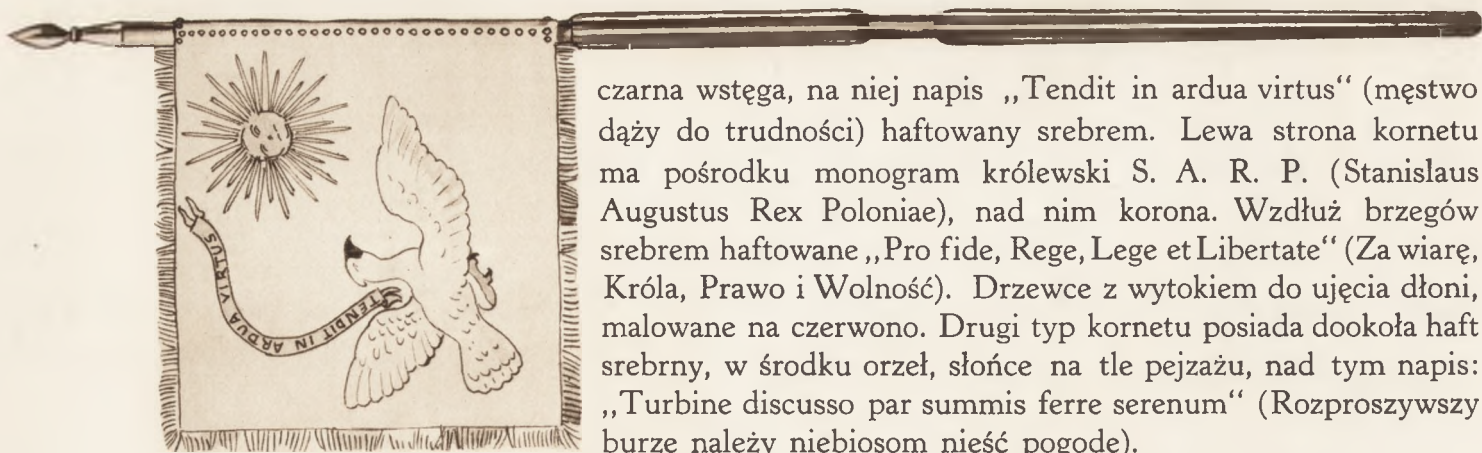 TENDIT IN ARDUA VIRTUS
czarna wstęga, na niej napis ,,Tendit in ardua virtus“ (męstwo
dąży do trudności) haftowany srebrem. Lewa strona kornetu
ma pośrodku monogram królewski S. A. R. P. (Stanislaus
Augustus Rex Poloniae), nad nim korona. Wzdłuż brzegów
srebrem haftowane ,,Pro fide, Rege, Lege et Libertate“ (Za wiarę,
Króla, Prawo i Wolność). Drzewce z wytokiem do ujęcia dłoni,
malowane na czerwono. Drugi typ kornetu posiada dookoła haft
srebrny, w środku orzeł, słońce na tle pejzażu, nad tym napis:
,,Turbine discusso par summis ferre serenum“ (Rozproszywszy
burze należy niebiosom nieść pogodę).